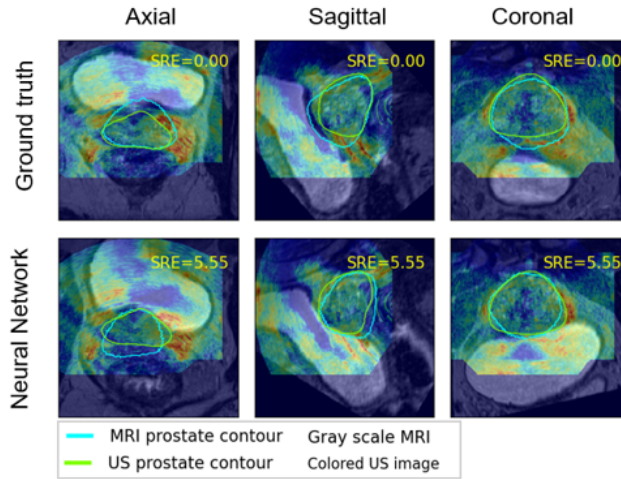 Axial Sagittal Coronal
Ground truth
SRE=0.00 SRE=0.00 SRE=0.00
Neural Network
SRE=5.55 SRE=5.55 SRE=5.55
MRI prostate contour Gray scale MRI
US prostate contour Colored US image